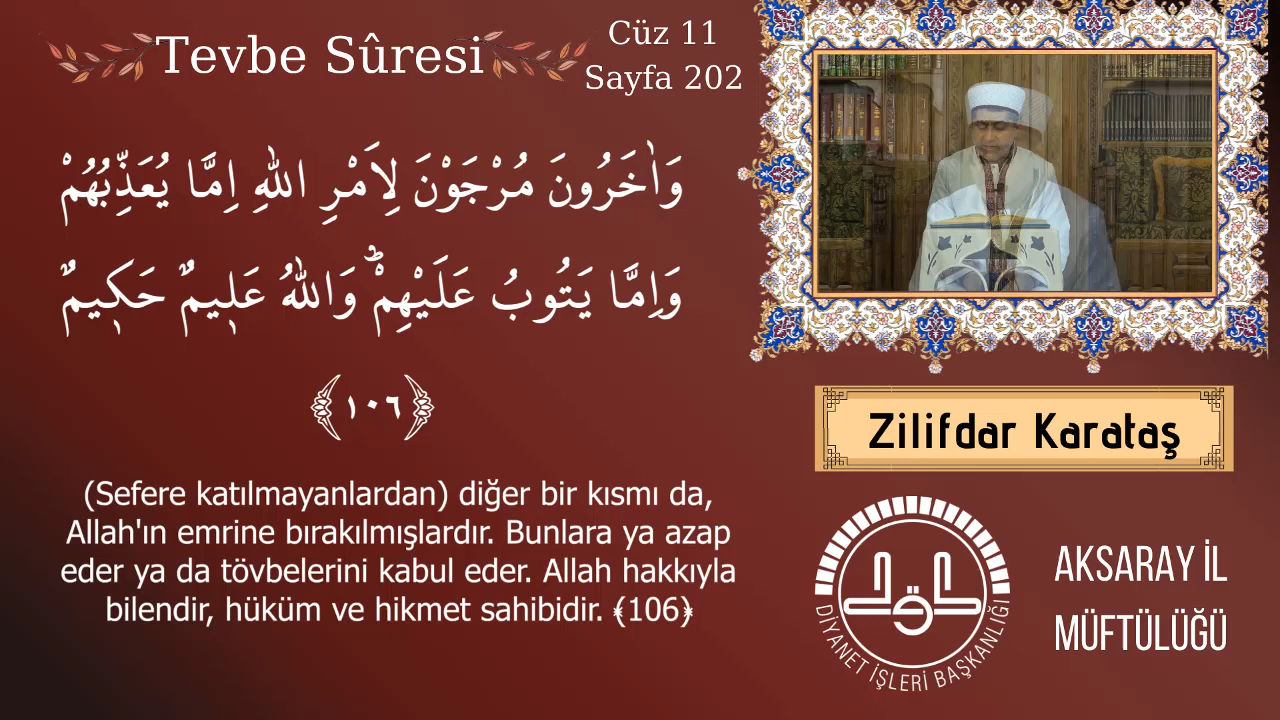 Tevbe Sûresi
Cüz 11
Sayfa 202
وَاٰخَرُونَ مُرْجَوْنَ لِاَمْرِ اللّٰهِ اِمَّا يُعَذِّبُهُمْ
وَاِمَّا يَتُوبُ عَلَيْهِمْۜ وَاللّٰهُ عَلٖيمٌ حَكٖيمٌ
﴿١٠٦﴾
(Sefere katılmayanlardan) diğer bir kısmı da,
Allah'ın emrine bırakılmışlardır. Bunlara ya azap
eder ya da tövbelerini kabul eder. Allah hakkıyla
bilendir, hüküm ve hikmet sahibidir. ﴾106﴿
Zilifdar Karataş
DİYANET İŞLERİ BAŞKANLIĞI
AKSARAY İL
MÜFTÜLÜĞÜ